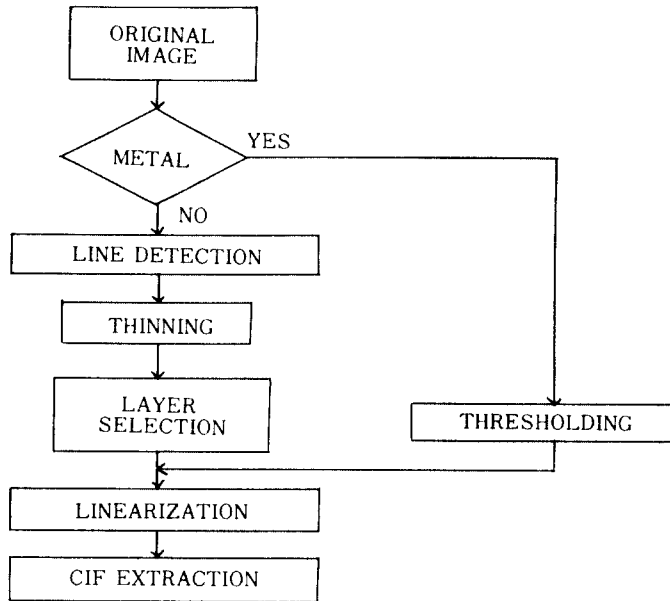 ORIGINAL
IMAGE
METAL
YES
NO
LINE DETECTION
THINNING
LAYER
SELECTION
THRESHOLDING
LINEARIZATION
CIF EXTRACTION